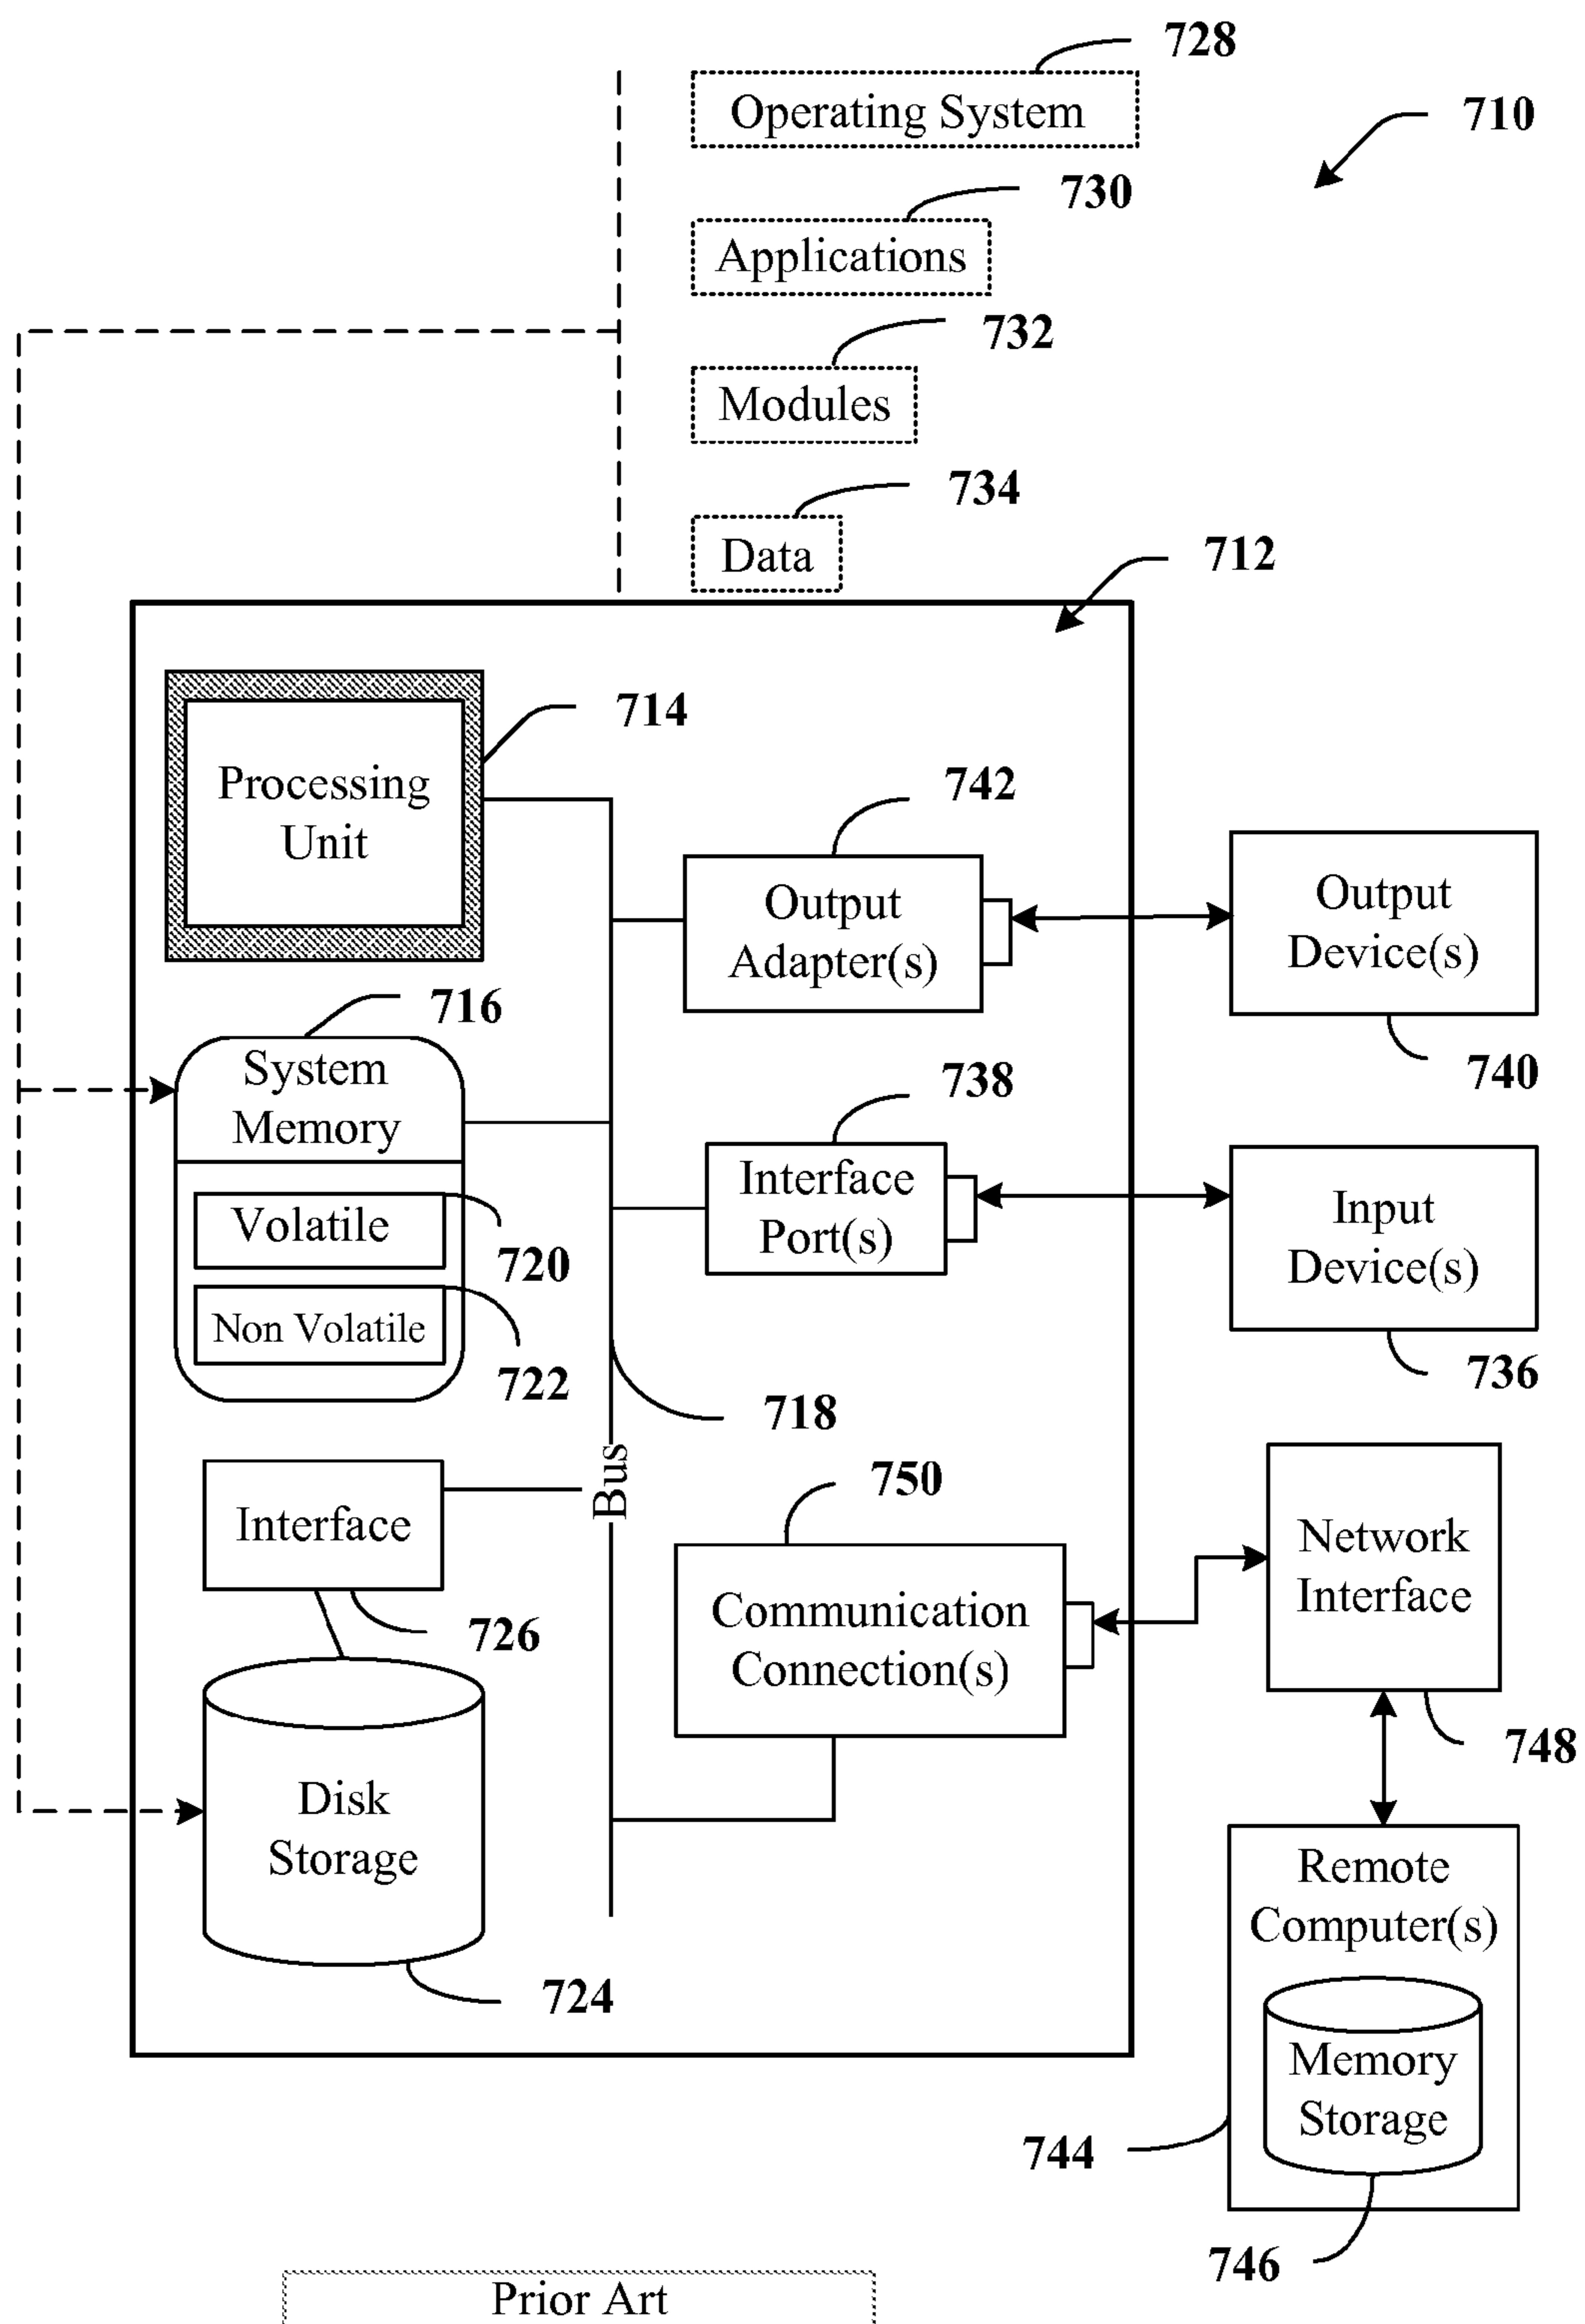 728
Operating System
710
730
Applications
732
Modules
734
Data
712
714
Processing
Unit
742
Output
Adapter(s)
Output
Device(s)
740
716
System
Memory
738
Interface
Port(s)
Input
Device(s)
736
Volatile
720
Non Volatile
722
718
Bus
750
Interface
726
Communication
Connection(s)
Network
Interface
748
Disk
Storage
724
Remote
Computer(s)
Memory
Storage
744
746
Prior Art